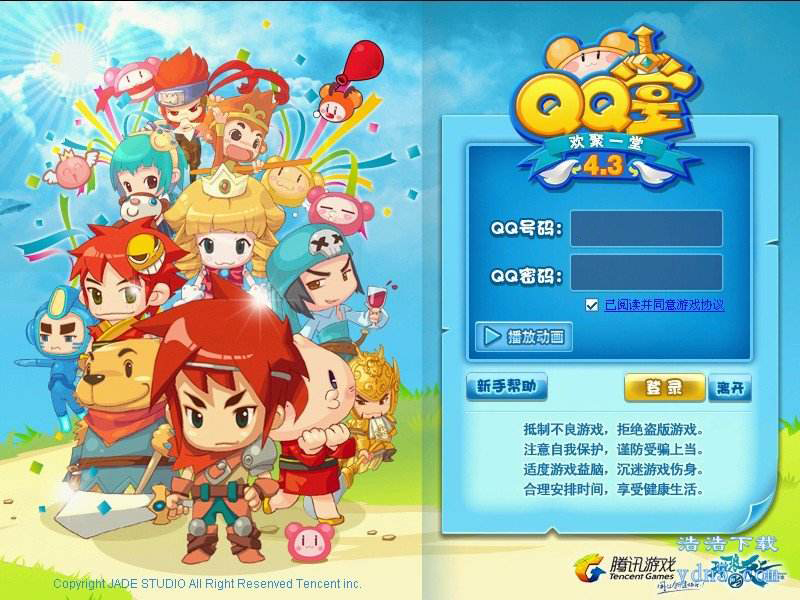 QQ堂
欢聚一堂
4.3
QQ号码:
QQ密码:
已阅读并同意游戏协议
播放动画
新手帮助
登录
离开
抵制不良游戏，拒绝盗版游戏。
注意自我保护，谨防受骗上当。
适度游戏益脑，沉迷游戏伤身。
合理安排时间，享受健康生活。
浩浩下载
腾讯游戏
Tencent Games
Copyright JADE STUDIO All Right Reserved Tencent inc.